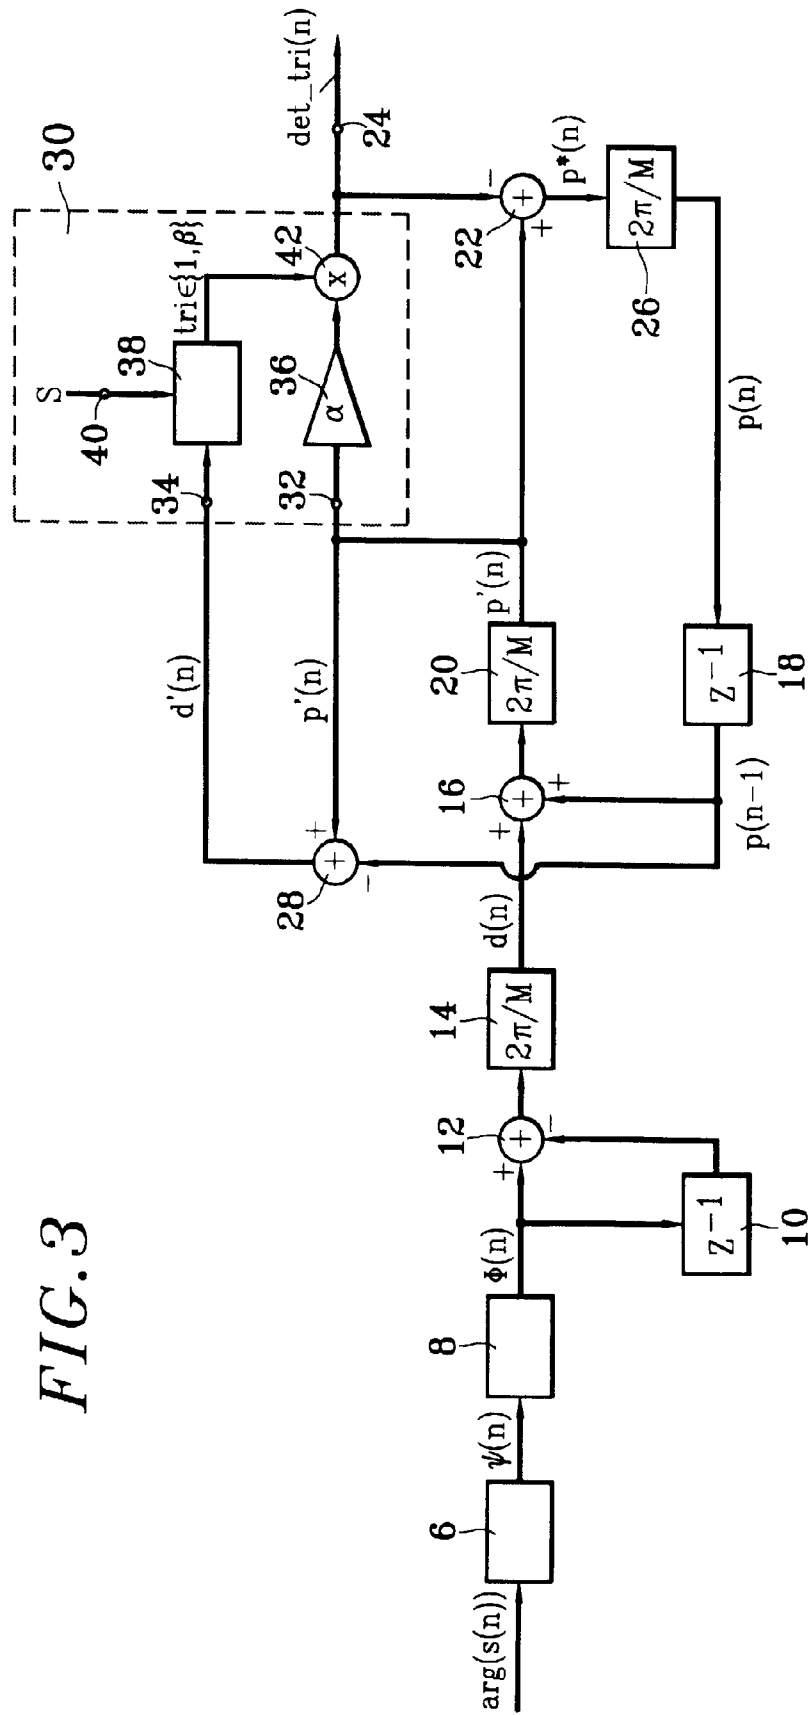 FIG.3
30
S
40
38
tri∈{1,β}
34
d'(n)
42
X
det_tri(n)
24
36
α
32
p'(n)
+
28
+
−
−
22
+
+
p*(n)
26
2π/M
p(n)
p'(n)
20
2π/M
16
+
+
+
18
Z⁻¹
p(n−1)
d(n)
14
2π/M
12
+
+
−
10
Z⁻¹
Φ(n)
8
ψ(n)
6
arg(s(n))